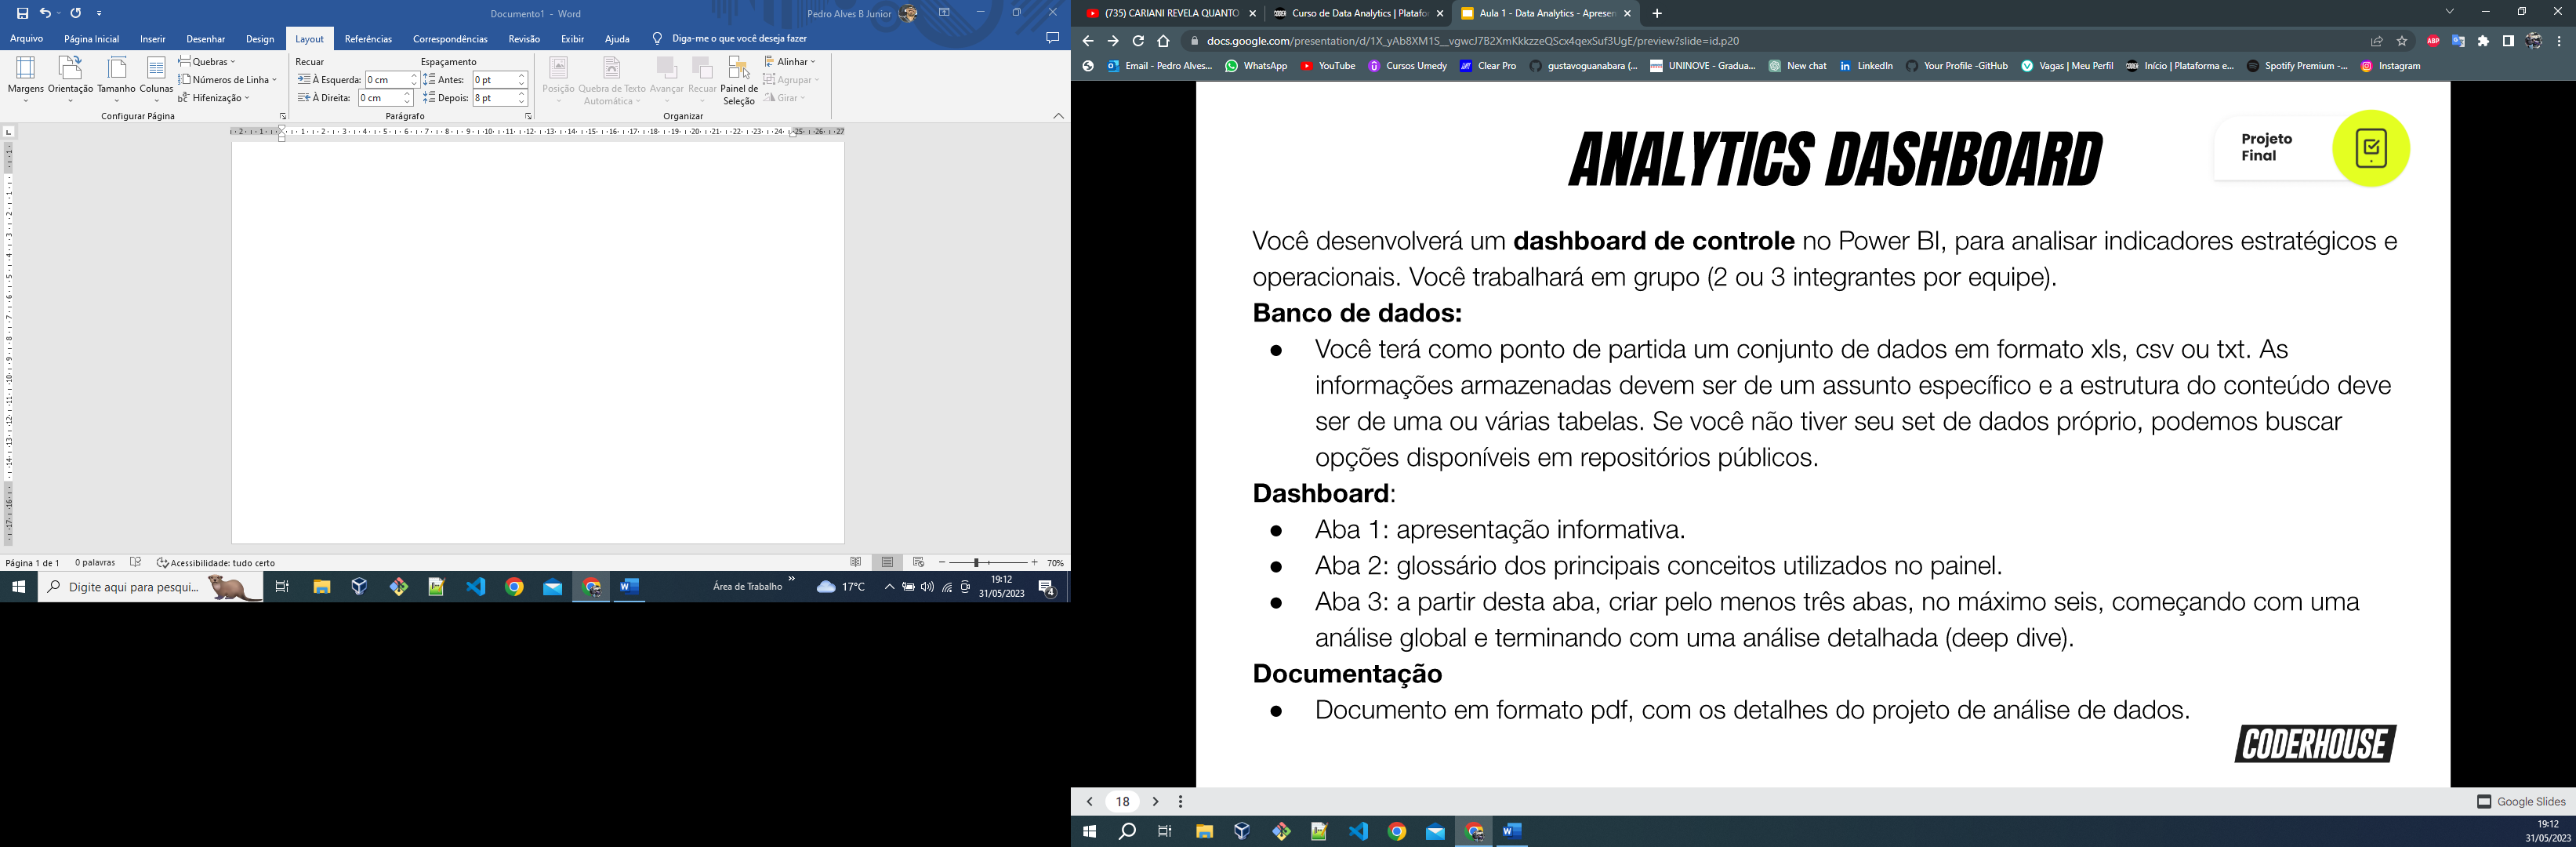 Documento1 - Word
Pedro Alves B Junior
Arquivo Página Inicial Inserir Desenhar Design Layout Referências Correspondências Revisão Exibir Ajuda Diga-me o que você deseja fazer
Margens
Orientação
Tamanho
Colunas
Quebras
Números de Linha
Hifenização
Configurar Página
Recuar
À Esquerda: 0 cm
À Direita: 0 cm
Espaçamento
Antes: 0 pt
Depois: 8 pt
Parágrafo
Posição
Quebra de Texto
Automática
Avançar
Recuar
Painel de
Seleção
Alinhar
Agrupar
Girar
Organizar
Página 1 de 1 0 palavras Acessibilidade: tudo certo 70%
Digite aqui para pesqui...
Área de Trabalho
17°C
19:12
31/05/2023
4
(735) CARIANI REVELA QUANTO
Curso de Data Analytics | Platafo
Aula 1 - Data Analytics - Apresen
docs.google.com/presentation/d/1X_yAb8XM1S__vgwcJ7B2XmKkkzzeQScx4qexSuf3UgE/preview?slide=id.p20
ABP
Email - Pedro Alves... WhatsApp YouTube Cursos Umedy Clear Pro gustavoguanabara (... UNINOVE - Gradua... New chat LinkedIn Your Profile -GitHub Vagas | Meu Perfil Início | Plataforma e... Spotify Premium -... Instagram
ANALYTICS DASHBOARD
Projeto
Final
Você desenvolverá um dashboard de controle no Power BI, para analisar indicadores estratégicos e
operacionais. Você trabalhará em grupo (2 ou 3 integrantes por equipe).
Banco de dados:
● Você terá como ponto de partida um conjunto de dados em formato xls, csv ou txt. As
informações armazenadas devem ser de um assunto específico e a estrutura do conteúdo deve
ser de uma ou várias tabelas. Se você não tiver seu set de dados próprio, podemos buscar
opções disponíveis em repositórios públicos.
Dashboard:
● Aba 1: apresentação informativa.
● Aba 2: glossário dos principais conceitos utilizados no painel.
● Aba 3: a partir desta aba, criar pelo menos três abas, no máximo seis, começando com uma
análise global e terminando com uma análise detalhada (deep dive).
Documentação
● Documento em formato pdf, com os detalhes do projeto de análise de dados.
CODERHOUSE
18
Google Slides
19:12
31/05/2023